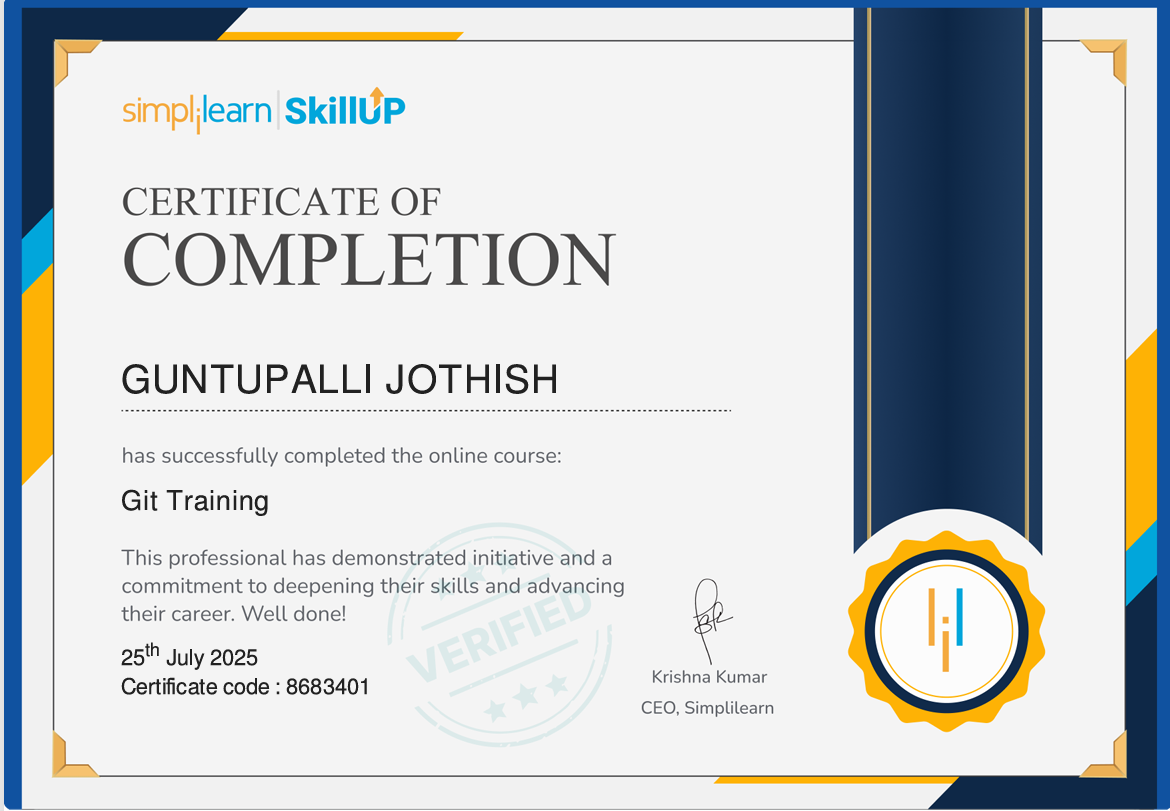 simplilearn | SkillUP
CERTIFICATE OF
COMPLETION
GUNTUPALLI JOTHISH
has successfully completed the online course:
Git Training
This professional has demonstrated initiative and a
commitment to deepening their skills and advancing
their career. Well done!
25th July 2025
Certificate code : 8683401
VERIFIED
Krishna Kumar
CEO, Simplilearn